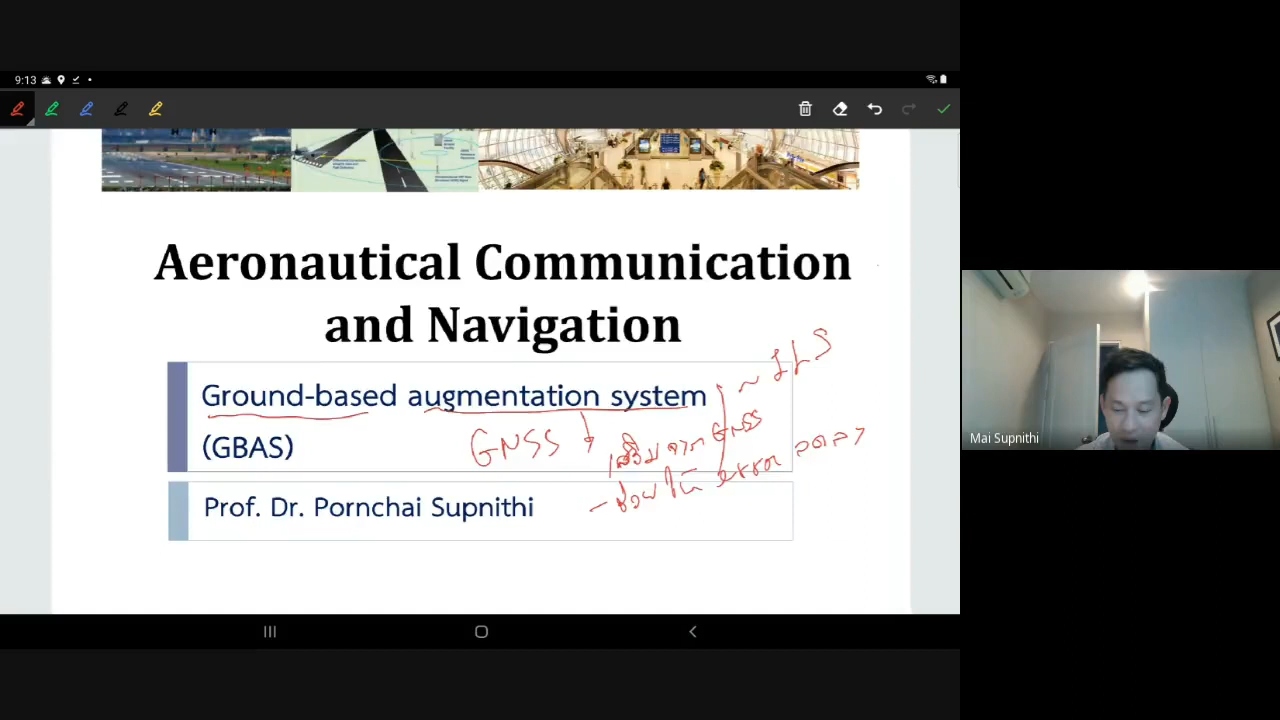 9:13
Aeronautical Communication
and Navigation
Ground-based augmentation system
~ ILS
(GBAS)
GNSS
เสริมจาก GNSS
- ช่วยให้ error ลดลง
Prof. Dr. Pornchai Supnithi
Mai Supnithi